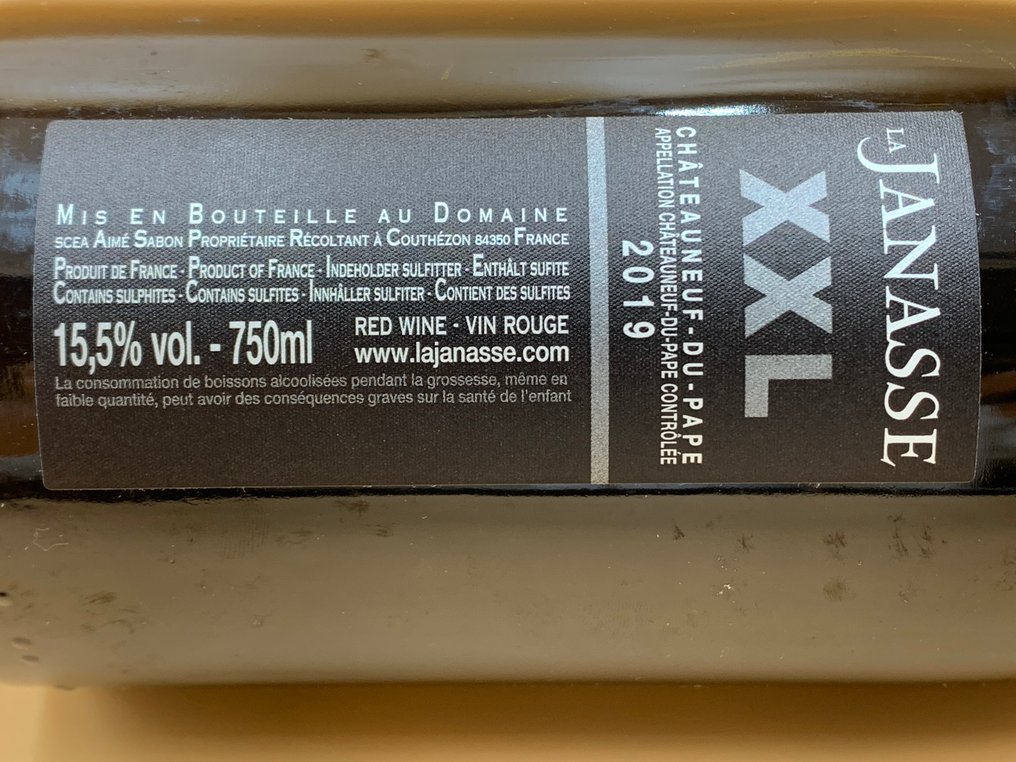 LA
JANASSE
XXL
CHÂTEAUNEUF-DU-PAPE
APPELLATION CHÂTEAUNEUF-DU-PAPE CONTRÔLÉE
2019
MIS EN BOUTEILLE AU DOMAINE
SCEA AIMÉ SABON PROPRIÉTAIRE RÉCOLTANT À COUTHÉZON 84350 FRANCE
PRODUIT DE FRANCE - PRODUCT OF FRANCE - INDEHOLDER SULFITTER - ENTHÂLT SUFITE
CONTAINS SULPHITES - CONTAINS SULFITES - INNHÅLLER SULFITER - CONTIENT DES SULFITES
15,5% vol. - 750ml
RED WINE - VIN ROUGE
www.lajanasse.com
La consommation de boissons alcoolisées pendant la grossesse, même en
faible quantité, peut avoir des conséquences graves sur la santé de l'enfant